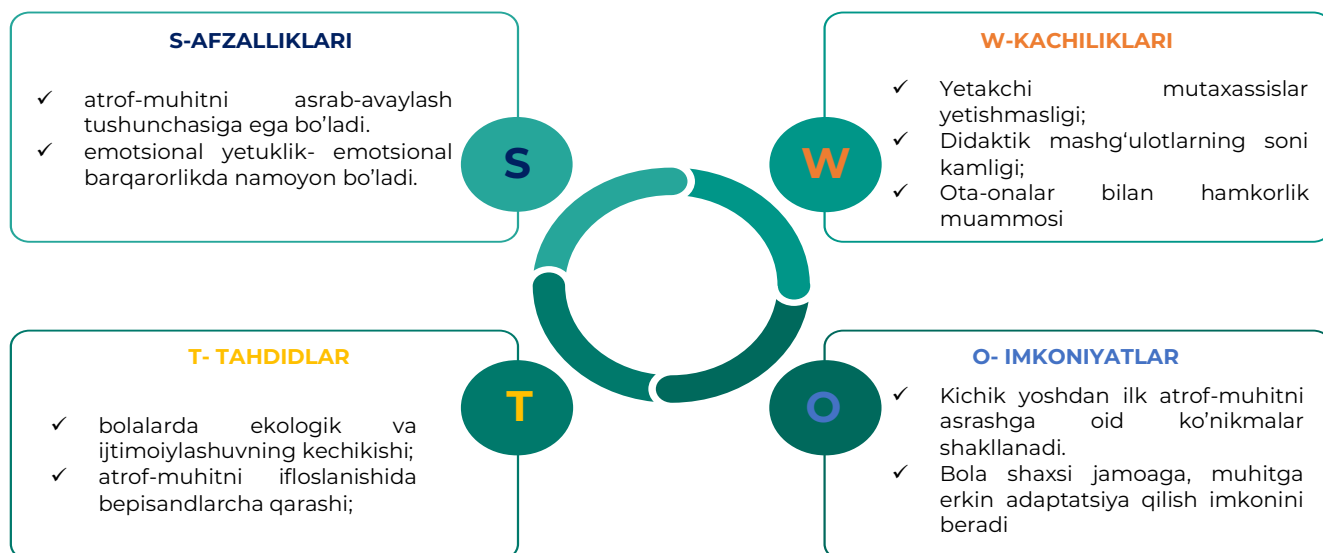 S-AFZALLIKLARI
✓ atrof-muhitni asrab-avaylash
tushunchasiga ega bo’ladi.
✓ emotsional yetuklik- emotsional
barqarorlikda namoyon bo’ladi.
S
W-KACHILIKLARI
✓ Yetakchi mutaxassislar
yetishmasligi;
✓ Didaktik mashg‘ulotlarning soni
kamligi;
✓ Ota-onalar bilan hamkorlik
muammosi
W
T- TAHDIDLAR
✓ bolalarda ekologik va
ijtimoiylashuvning kechikishi;
✓ atrof-muhitni ifloslanishida
bepisandlarcha qarashi;
T
O- IMKONIYATLAR
✓ Kichik yoshdan ilk atrof-muhitni
asrashga oid ko’nikmalar
shakllanadi.
✓ Bola shaxsi jamoaga, muhitga
erkin adaptatsiya qilish imkonini
beradi
O